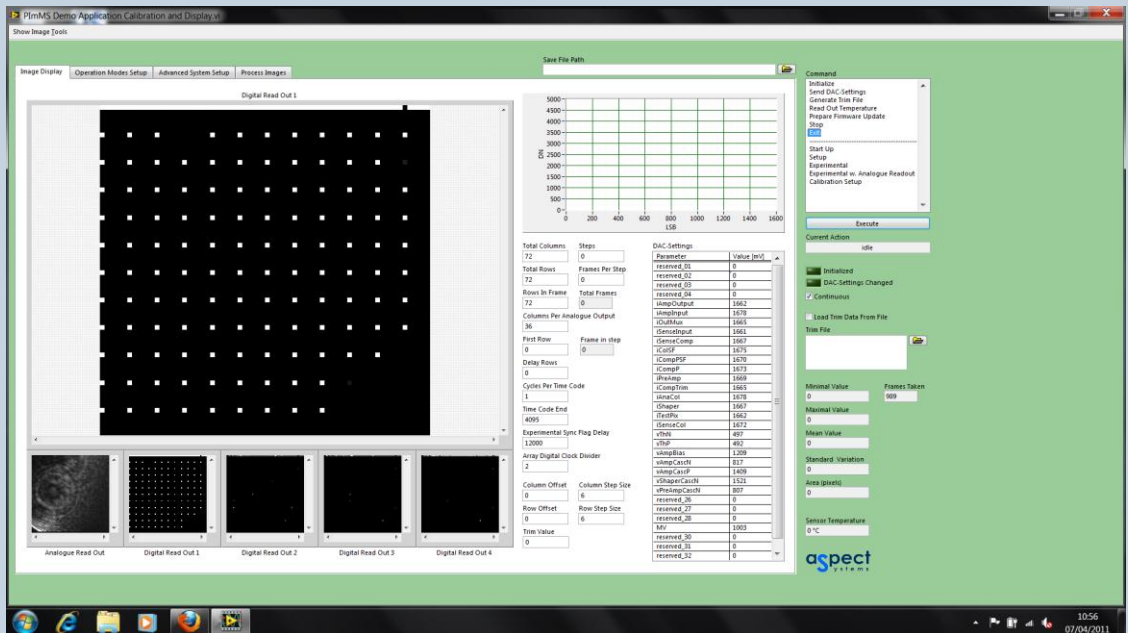 PImMS Demo Application Calibration and Display.vi
Show Image Tools
Image Display Operation Modes Setup Advanced System Setup Process Images
Save File Path
Digital Read Out 1
5000
4500
4000
3500
3000
2500
2000
1500
1000
500
0
DN
0 200 400 600 800 1000 1200 1400 1600
LSB
Command
Initialize
Send DAC-Settings
Generate Trim File
Read Out Temperature
Prepare Firmware Update
Stop
Exit
Start Up
Setup
Experimental
Experimental w. Analogue Readout
Calibration Setup
Execute
Current Action
idle
Initialized
DAC-Settings Changed
Continuous
Load Trim Data From File
Trim File
Minimal Value Frames Taken
0 989
Maximal Value
0
Mean Value
0
Standard Variation
0
Area (pixels)
0
Sensor Temperature
0 °C
aspect
systems
Total Columns Steps
72 0
Total Rows Frames Per Step
72 0
Rows In Frame Total Frames
72 0
Columns Per Analogue Output
36
First Row Frame in step
0 0
Delay Rows
0
Cycles Per Time Code
1
Time Code End
4095
Experimental Sync Flag Delay
12000
Array Digital Clock Divider
2
Column Offset Column Step Size
0 6
Row Offset Row Step Size
0 6
Trim Value
0
DAC-Settings
Parameter Value [mV]
reserved_01 0
reserved_02 0
reserved_03 0
reserved_04 0
iAmpOutput 1662
iAmpInput 1678
iOutMux 1665
iSenseInput 1661
iSenseComp 1667
iColSF 1675
iCompPSF 1670
iCompP 1673
iPreAmp 1669
iCompTrim 1665
iAnaCol 1678
iShaper 1667
iTestPix 1662
iSenseCol 1672
vThN 497
vThP 492
vAmpBias 1209
vAmpCascN 817
vAmpCascP 1409
vShaperCascN 1521
vPreAmpCascN 807
reserved_26 0
reserved_27 0
reserved_28 0
MV 1003
reserved_30 0
reserved_31 0
reserved_32 0
Analogue Read Out Digital Read Out 1 Digital Read Out 2 Digital Read Out 3 Digital Read Out 4
10:56
07/04/2011